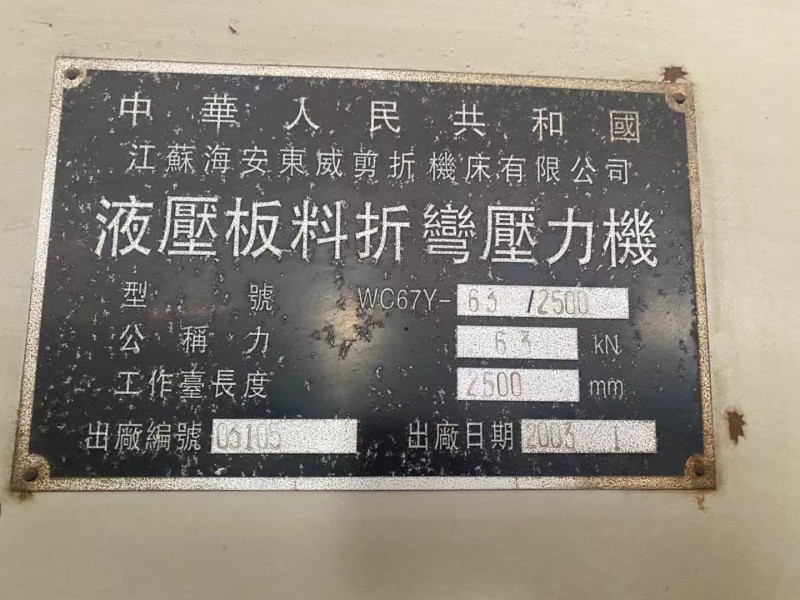 中華人民共和國
江蘇海安東威剪折機床有限公司
液壓板料折彎壓力機
型號 WC67Y-63/2500
公稱力 63 kN
工作臺長度 2500 mm
出廠編號 03105 出廠日期 2003 1